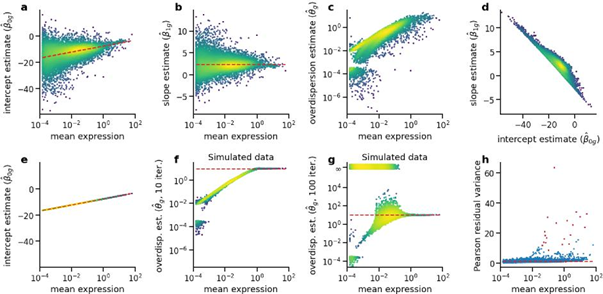 a
intercept estimate (β̂₀g)
0
−20
−40
10⁻⁴ 10⁻² 10⁰ 10²
mean expression
b
slope estimate (β̂₁g)
15
10
5
0
−5
10⁻⁴ 10⁻² 10⁰ 10²
mean expression
c
overdispersion estimate (θ̂g)
10⁰
10⁻²
10⁻⁴
10⁻⁶
10⁻⁴ 10⁻² 10⁰ 10²
mean expression
d
slope estimate (β̂₁g)
15
10
5
0
−5
−40 −20 0
intercept estimate (β̂₀g)
e
intercept estimate (β̂₀g)
0
−20
−40
10⁻⁴ 10⁻² 10⁰ 10²
mean expression
f
Simulated data
overdisp. est. (θ̂g, 10 iter.)
10⁰
10⁻²
10⁻⁴
10⁻⁶
10⁻⁴ 10⁻² 10⁰ 10²
mean expression
g
Simulated data
overdisp. est. (θ̂g, 100 iter.)
∞
10⁶
10⁴
10²
10⁰
10⁻²
10⁻⁴
10⁻⁴ 10⁻² 10⁰ 10²
mean expression
h
Pearson residual variance
60
40
20
0
10⁻⁴ 10⁻² 10⁰ 10²
mean expression